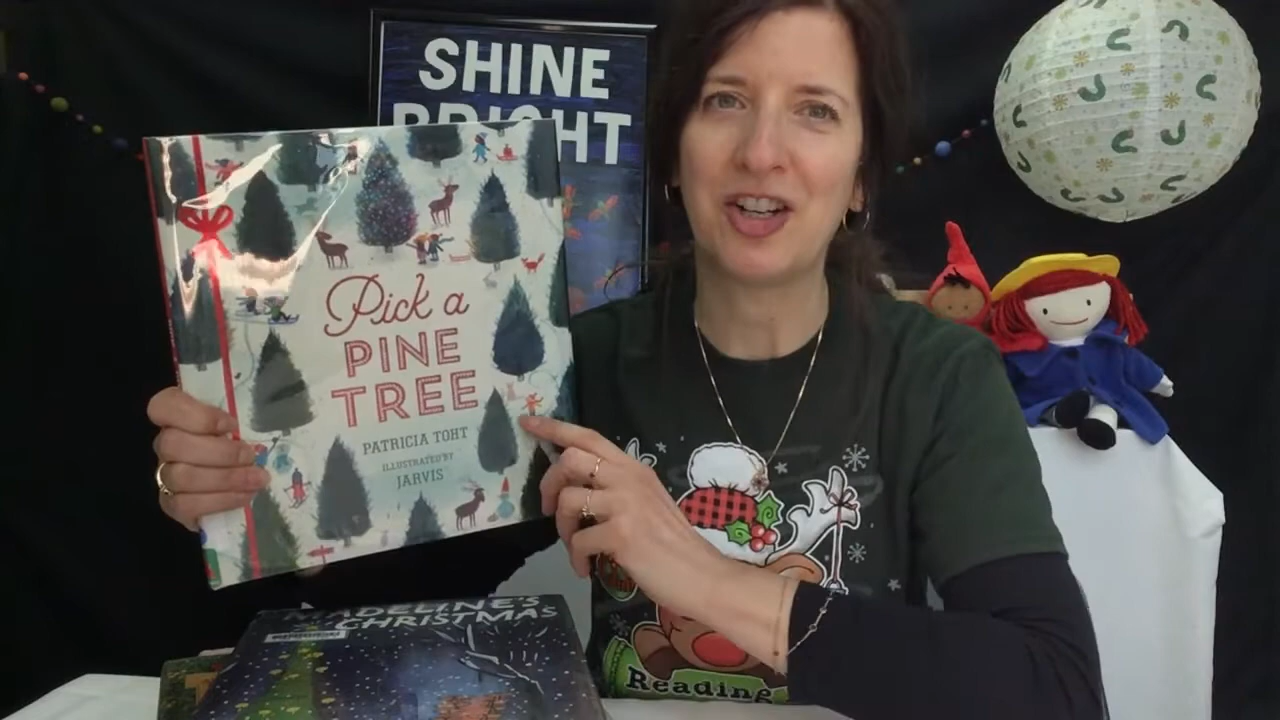 SHINE
BRIGHT
Pick a
PINE
TREE
PATRICIA TOHT
ILLUSTRATED BY
JARVIS
MADELINE'S
CHRISTMAS
Reading